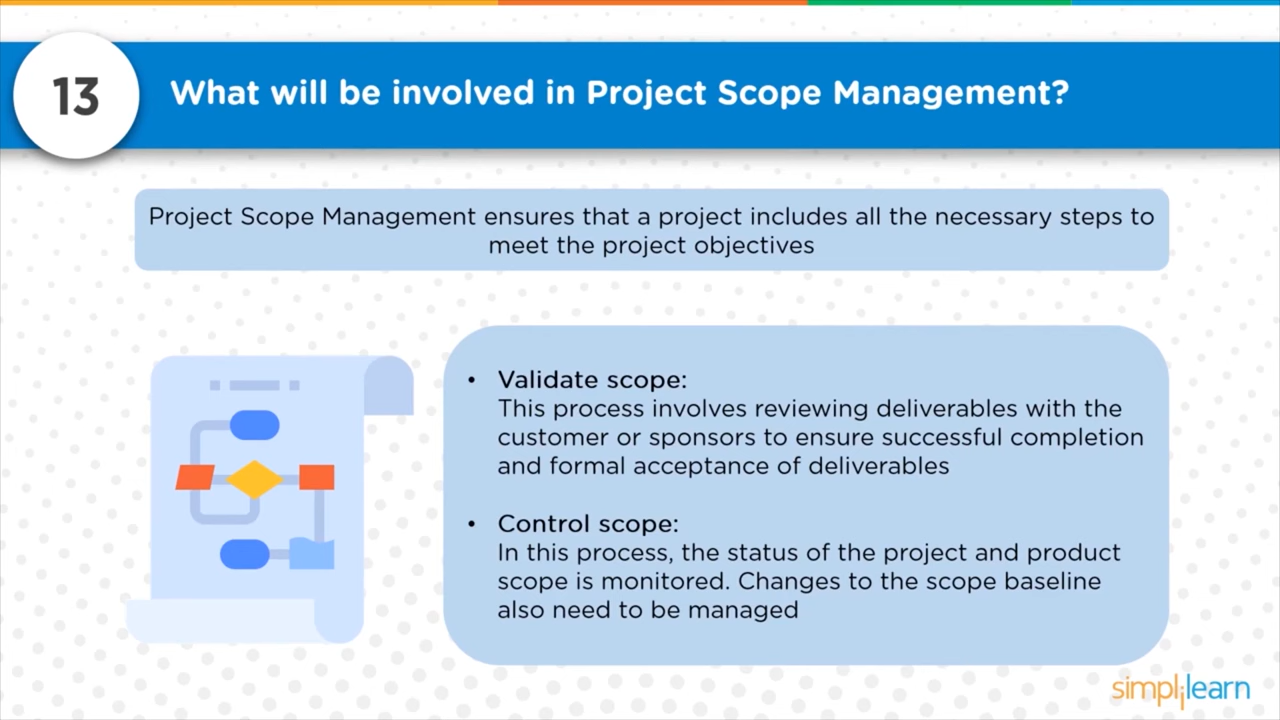 13
What will be involved in Project Scope Management?
Project Scope Management ensures that a project includes all the necessary steps to
meet the project objectives
• Validate scope:
This process involves reviewing deliverables with the
customer or sponsors to ensure successful completion
and formal acceptance of deliverables
• Control scope:
In this process, the status of the project and product
scope is monitored. Changes to the scope baseline
also need to be managed
simplilearn